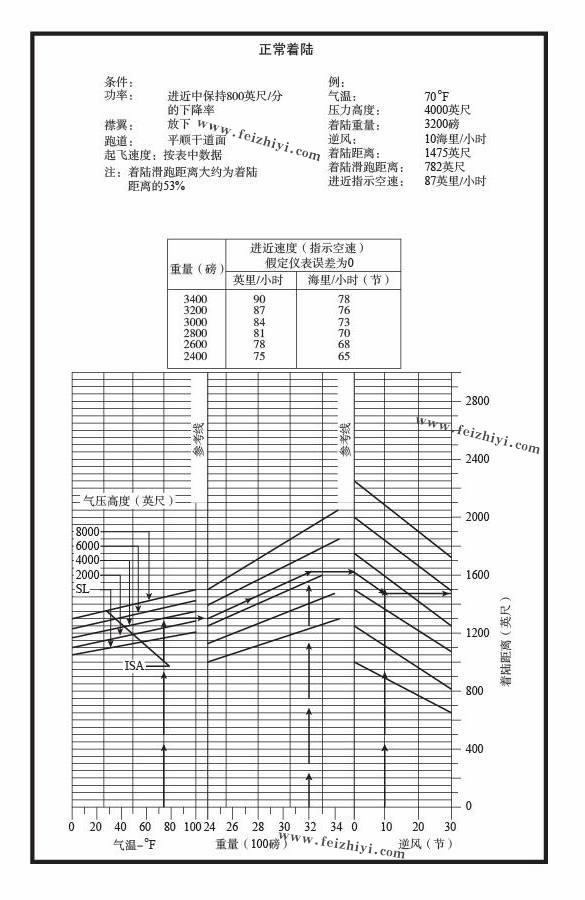 正常着陆
条件：
功率： 进近中保持800英尺/分
的下降率
襟翼： 放下
跑道： 平顺干道面
起飞速度：按表中数据
注：着陆滑跑距离大约为着陆
距离的53%
例：
气温： 70°F
压力高度： 4000英尺
着陆重量： 3200磅
逆风： 10海里/小时
着陆距离： 1475英尺
着陆滑跑距离： 782英尺
进近指示空速： 87英里/小时
www.feizhiyi.com
重量（磅）
进近速度（指示空速）
假定仪表误差为0
英里/小时 海里/小时（节）
3400 90 78
3200 87 76
3000 84 73
2800 81 70
2600 78 68
2400 75 65
参考线
参考线
www.feizhiyi.com
气压高度（英尺）
8000
6000
4000
2000
SL
ISA
2800
2400
2000
1600
1200
800
400
0
着陆距离（英尺）
0 20 40 60 80 100 24 26 28 30 32 34 0 10 20 30
气温-°F 重量（100磅） 逆风（节）
www.feizhiyi.com